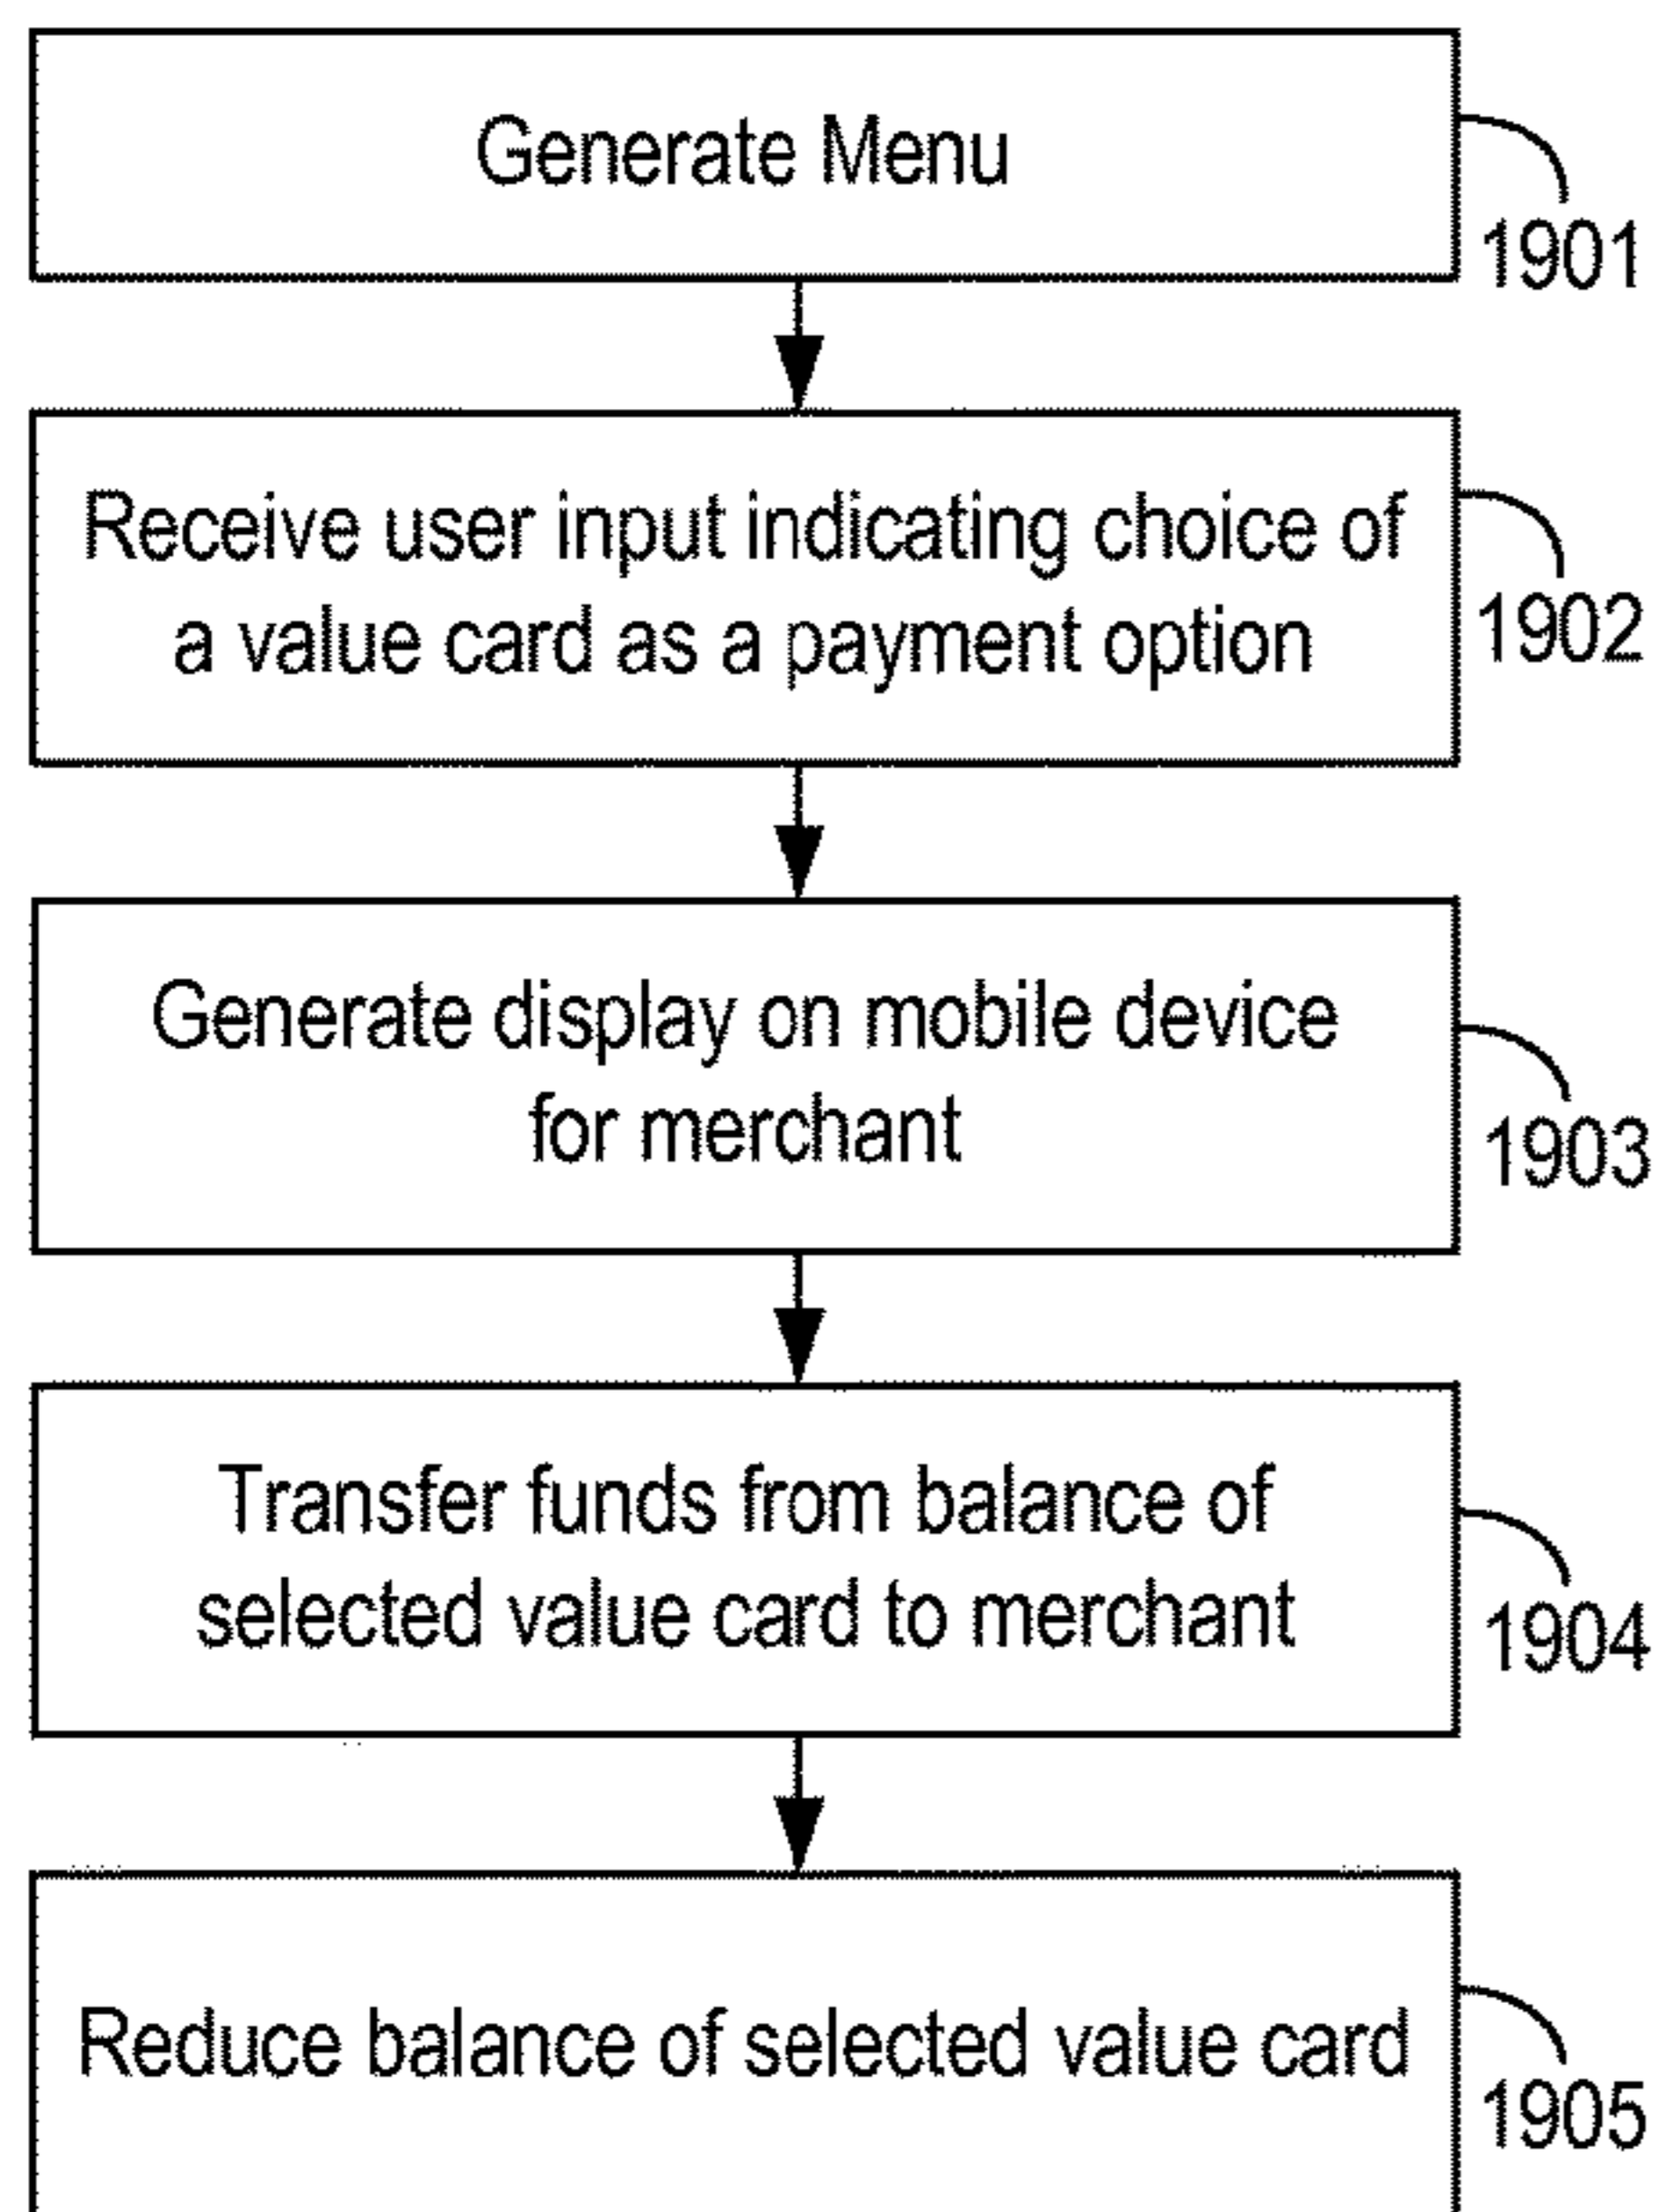 Generate Menu
1901
Receive user input indicating choice of
a value card as a payment option
1902
Generate display on mobile device
for merchant
1903
Transfer funds from balance of
selected value card to merchant
1904
Reduce balance of selected value card
1905